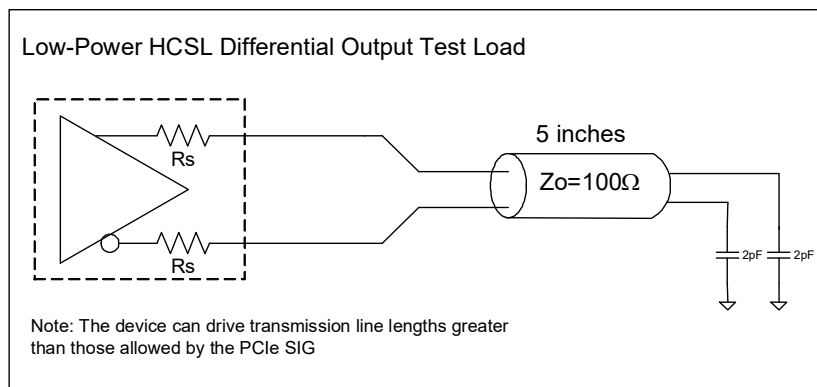 Low-Power HCSL Differential Output Test Load
Rs
5 inches
Zo=100Ω
Rs
2pF
2pF
Note: The device can drive transmission line lengths greater
than those allowed by the PCIe SIG